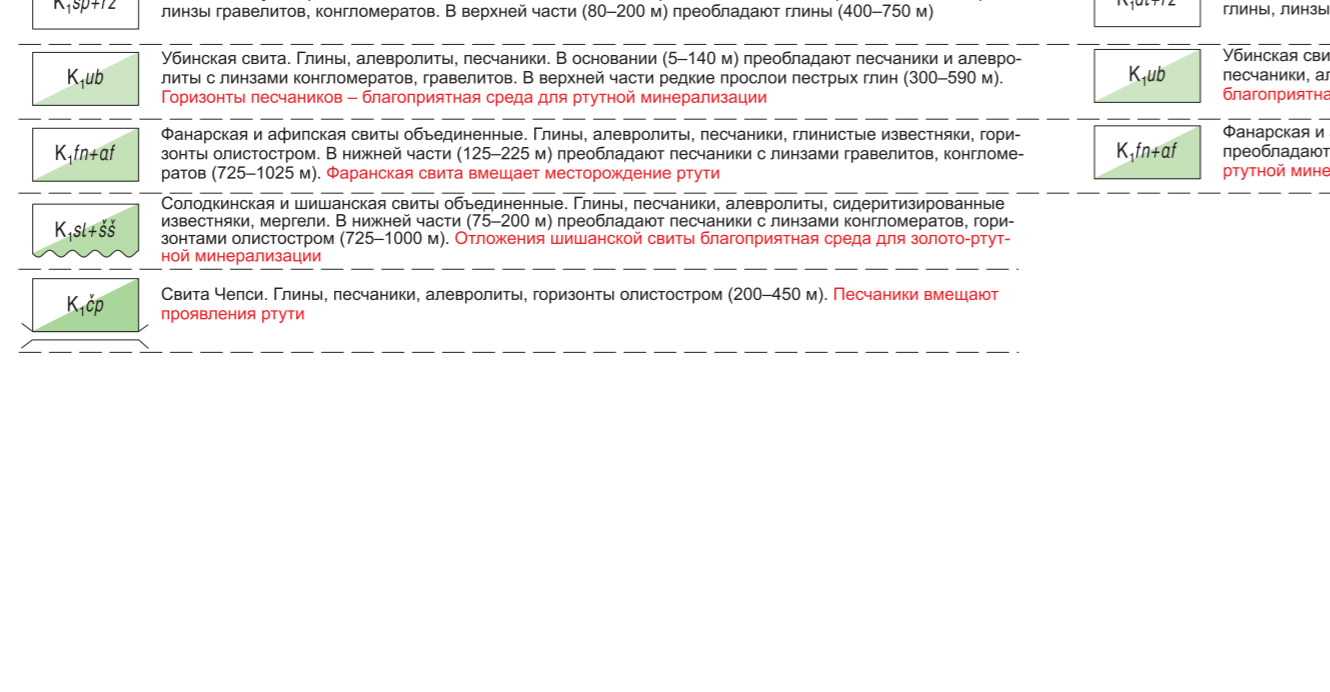 K₁sp+rz
линзы гравелитов, конгломератов. В верхней части (80–200 м) преобладают глины (400–750 м)
K₁ub
Убинская свита. Глины, алевролиты, песчаники. В основании (5–140 м) преобладают песчаники и алевро-
литы с линзами конгломератов, гравелитов. В верхней части редкие прослои пестрых глин (300–590 м).
Горизонты песчаников – благоприятная среда для ртутной минерализации
K₁fn+af
Фанарская и афипская свиты объединенные. Глины, алевролиты, песчаники, глинистые известняки, гори-
зонты олистостром. В нижней части (125–225 м) преобладают песчаники с линзами гравелитов, конгломе-
ратов (725–1025 м). Фаранская свита вмещает месторождение ртути
K₁sl+šš
Солодкинская и шишанская свиты объединенные. Глины, песчаники, алевролиты, сидеритизированные
известняки, мергели. В нижней части (75–200 м) преобладают песчаники с линзами конгломератов, гори-
зонтами олистостром (725–1000 м). Отложения шишанской свиты благоприятная среда для золото-ртут-
ной минерализации
K₁čp
Свита Чепси. Глины, песчаники, алевролиты, горизонты олистостром (200–450 м). Песчаники вмещают
проявления ртути
глины, линзы
K₁ub
Убинская сви
песчаники, ал
благоприятна
K₁fn+af
Фанарская и
преобладают
ртутной мине